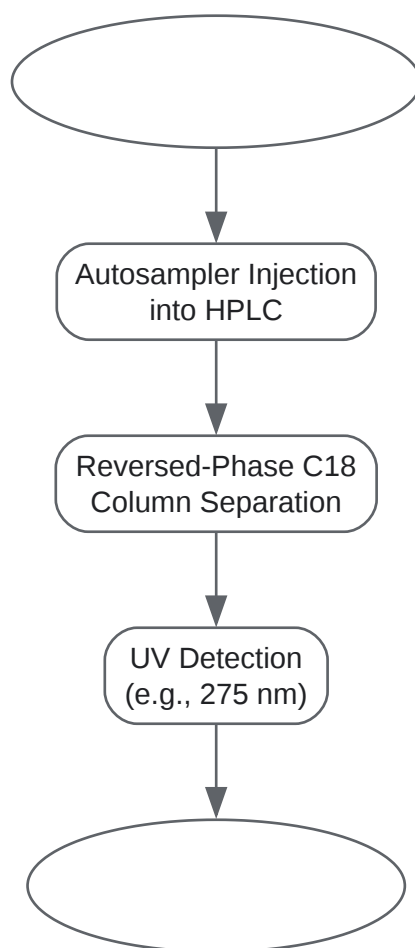 Autosampler Injection
into HPLC
Reversed-Phase C18
Column Separation
UV Detection
(e.g., 275 nm)